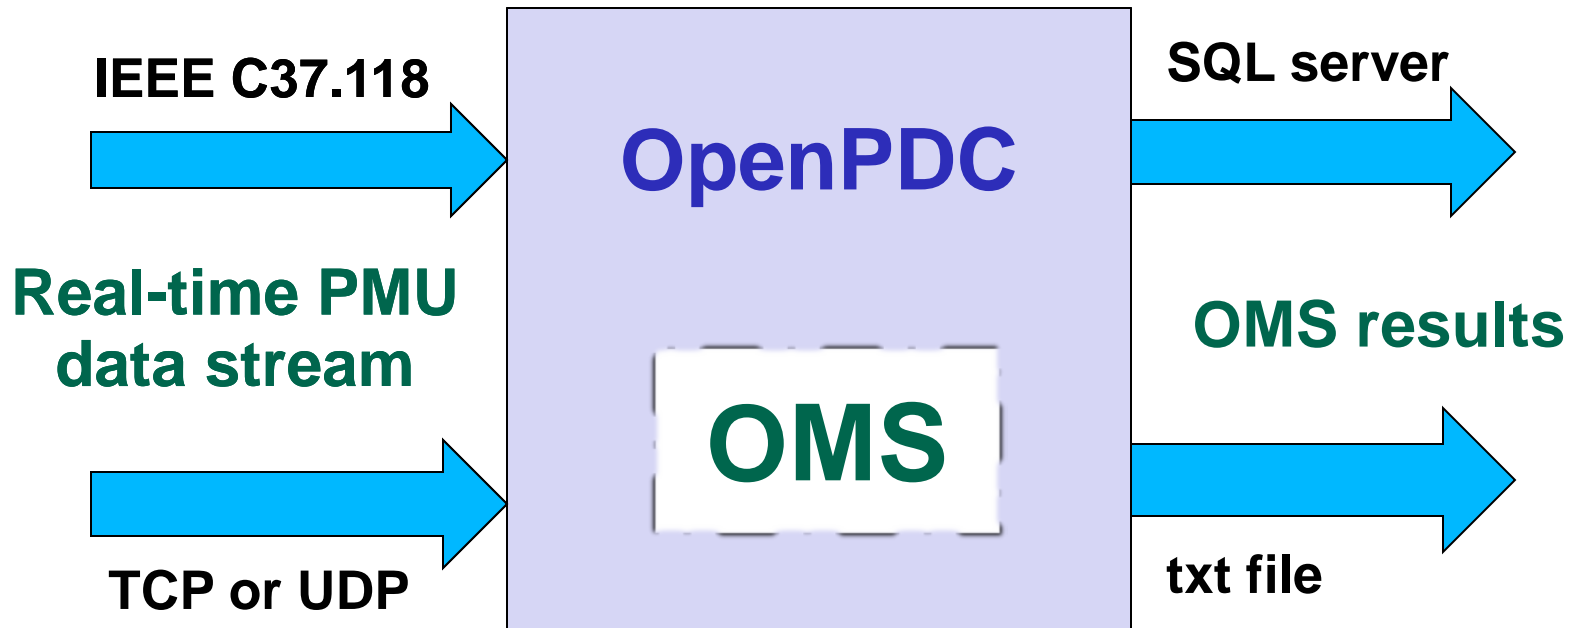 IEEE C37.118
Real-time PMU
data stream
TCP or UDP
OpenPDC
OMS
SQL server
OMS results
txt file